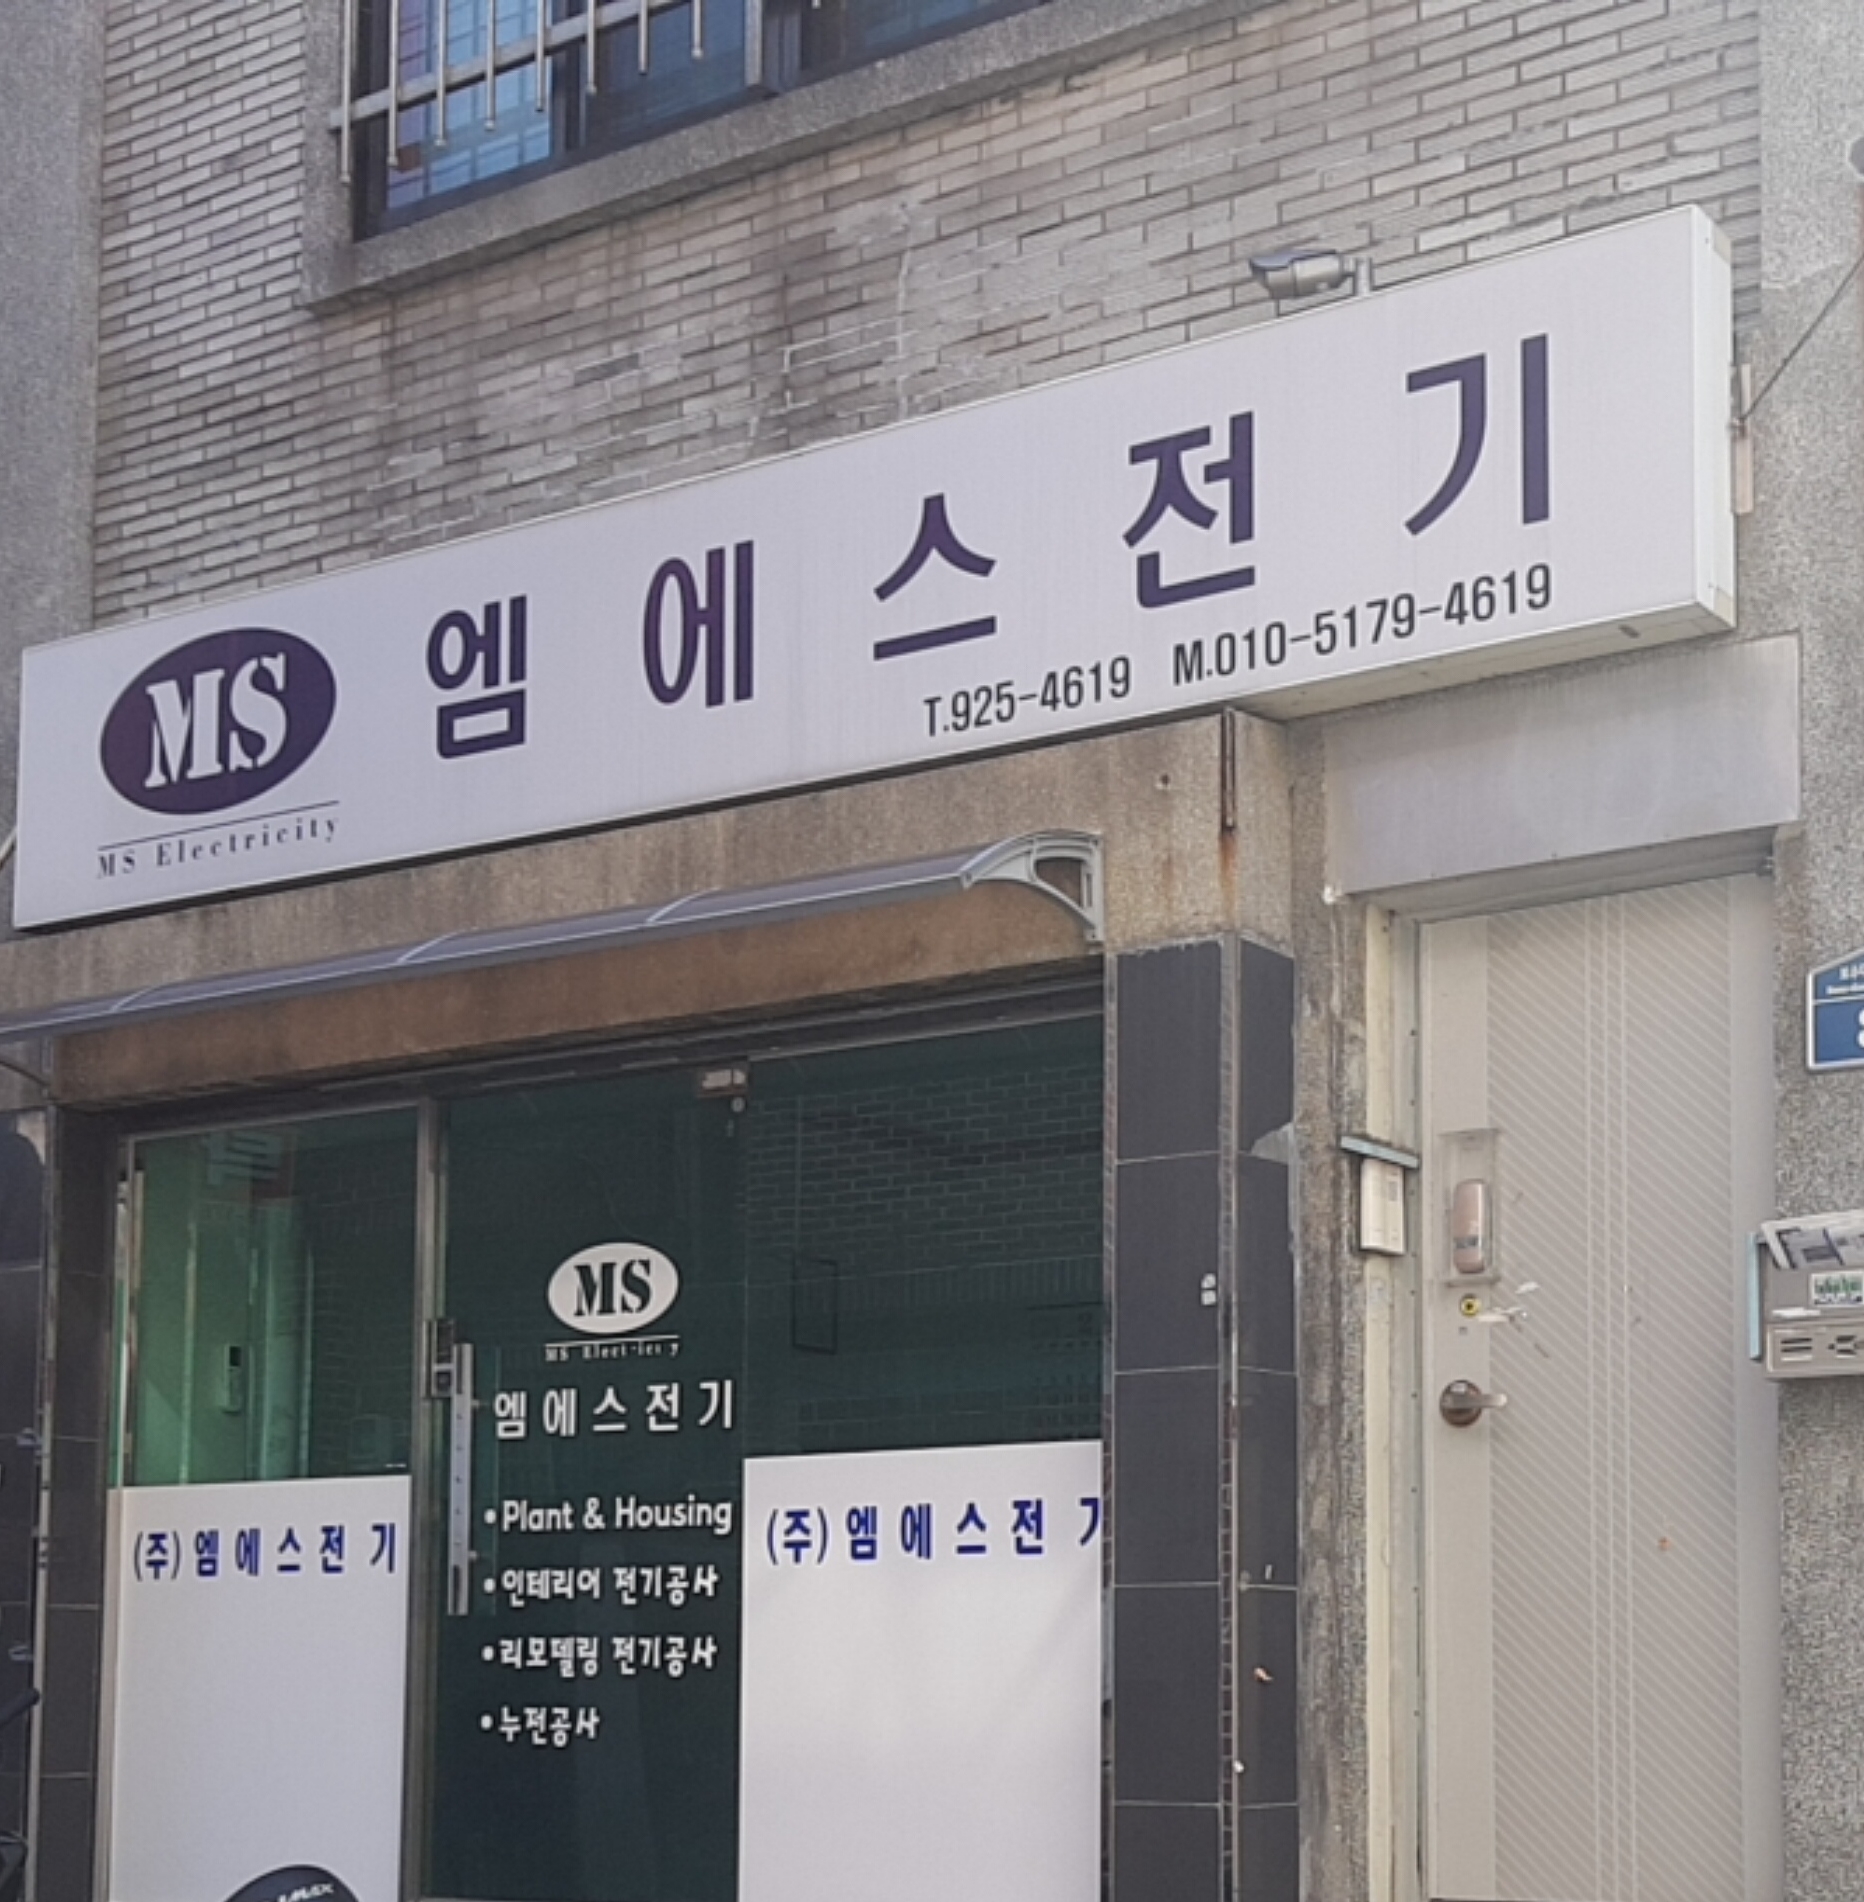 MS
MS Electricity
엠에스전기
T.925-4619 M.010-5179-4619
MS
MS Elect
엠에스전기
•Plant & Housing
•인테리어 전기공사
•리모델링 전기공사
•누전공사
(주)엠에스전기
(주)엠에스전기